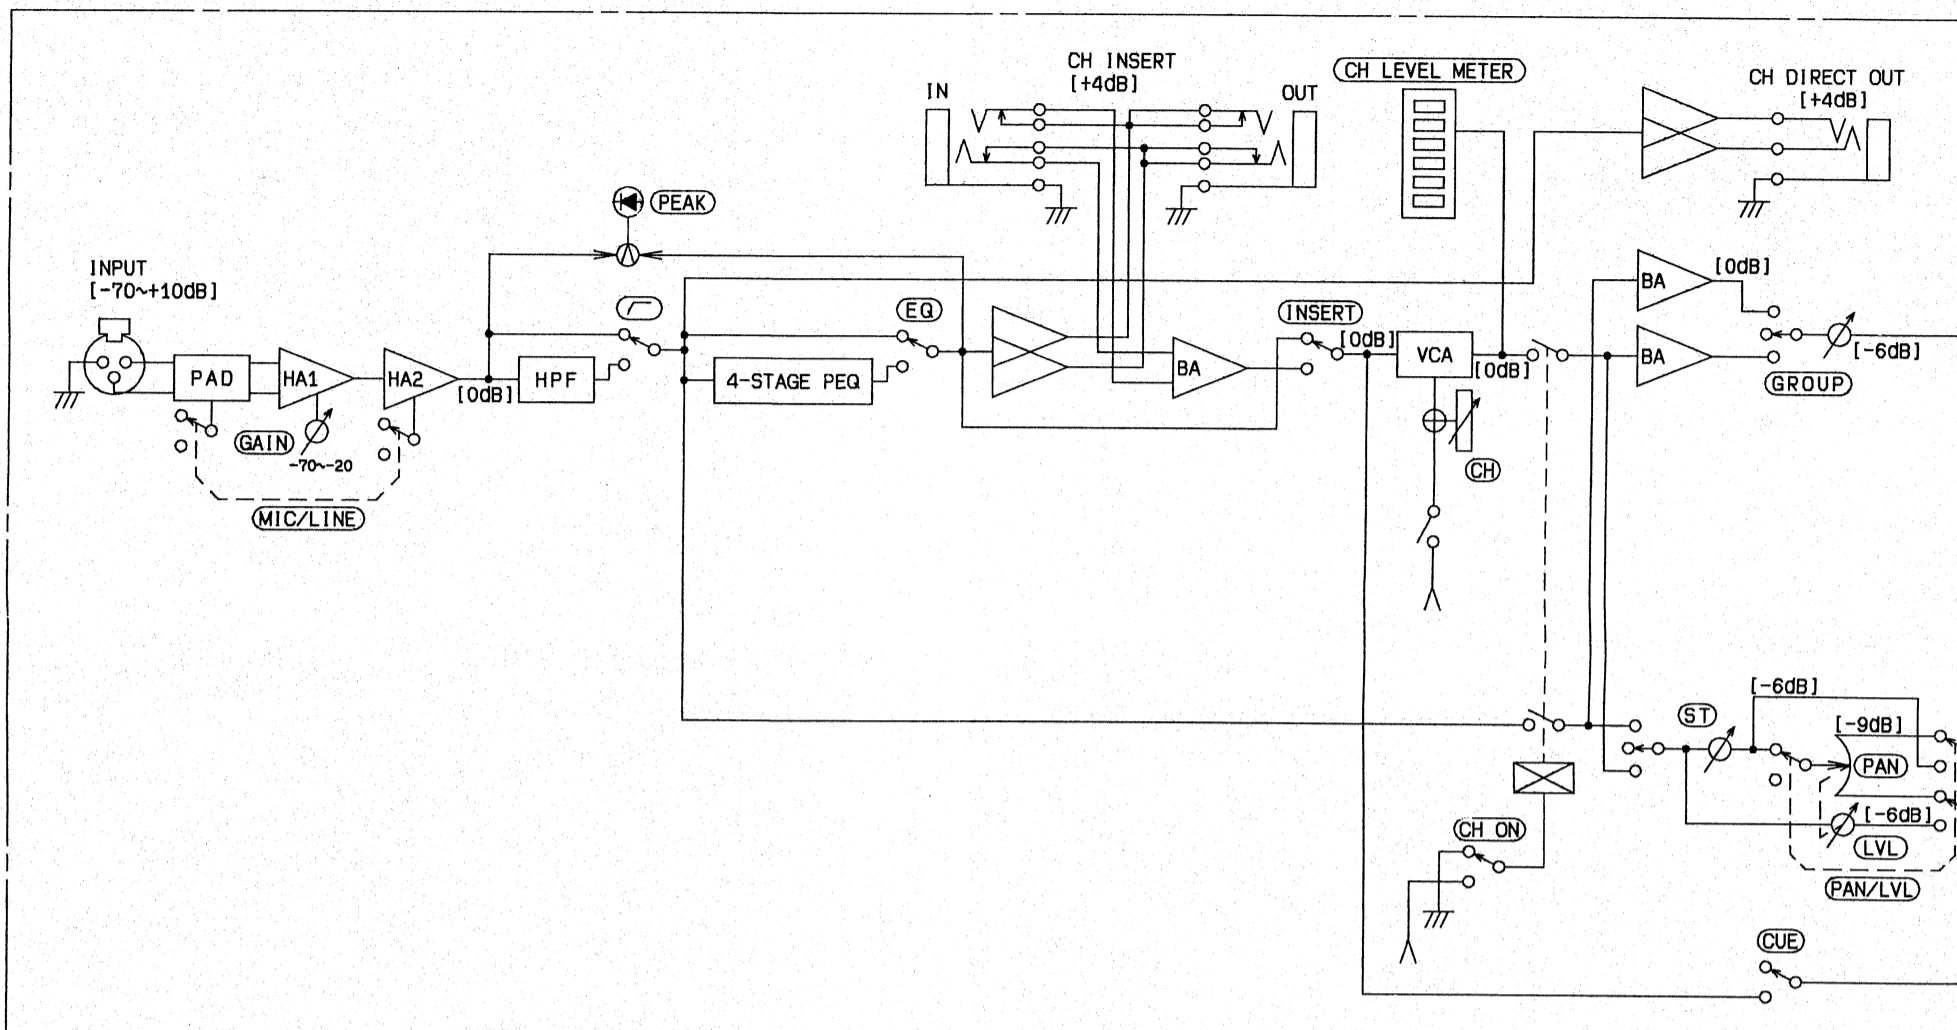 CH INSERT
[+4dB]
IN
OUT
CH LEVEL METER
CH DIRECT OUT
[+4dB]
PEAK
INPUT
[-70~+10dB]
PAD
HA1
HA2
[0dB]
HPF
GAIN
-70~-20
MIC/LINE
EQ
4-STAGE PEQ
BA
INSERT
[0dB]
VCA
[0dB]
CH
BA
[0dB]
BA
[-6dB]
GROUP
ST
[-6dB]
[-9dB]
PAN
[-6dB]
LVL
PAN/LVL
CH ON
CUE